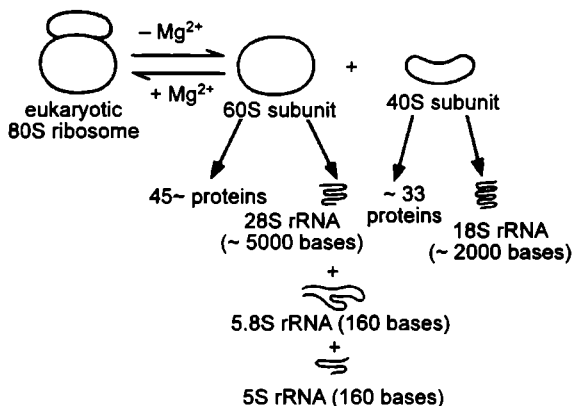 – Mg2+
+ Mg2+
+
eukaryotic
80S ribosome
60S subunit
40S subunit
45~ proteins
28S rRNA
(~ 5000 bases)
~ 33
proteins
18S rRNA
(~ 2000 bases)
+
5.8S rRNA (160 bases)
+
5S rRNA (160 bases)